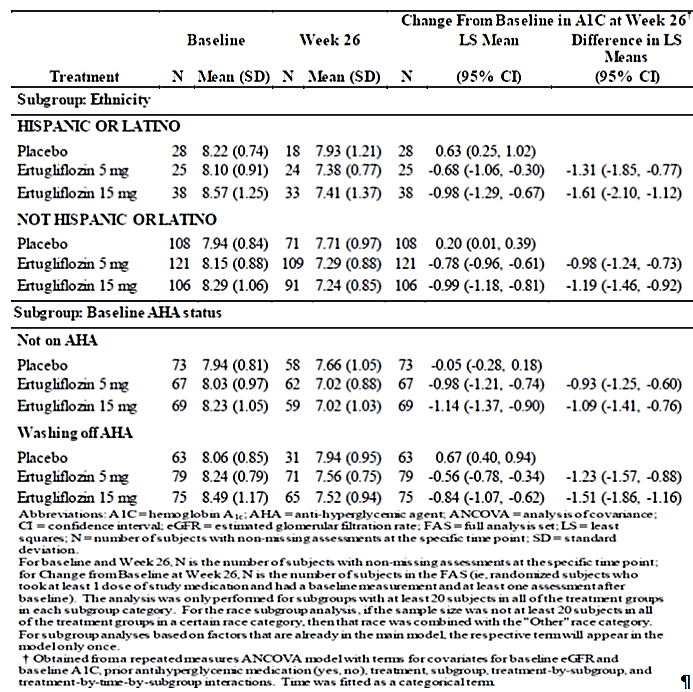 Change From Baseline in A1C at Week 26†
Baseline Week 26 LS Mean Difference in LS Means
Treatment N Mean (SD) N Mean (SD) N (95% CI) (95% CI)
Subgroup: Ethnicity
HISPANIC OR LATINO
Placebo 28 8.22 (0.74) 18 7.93 (1.21) 28 0.63 (0.25, 1.02)
Ertugliflozin 5 mg 25 8.10 (0.91) 24 7.38 (0.77) 25 -0.68 (-1.06, -0.30) -1.31 (-1.85, -0.77)
Ertugliflozin 15 mg 38 8.57 (1.25) 33 7.41 (1.37) 38 -0.98 (-1.29, -0.67) -1.61 (-2.10, -1.12)
NOT HISPANIC OR LATINO
Placebo 108 7.94 (0.84) 71 7.71 (0.97) 108 0.20 (0.01, 0.39)
Ertugliflozin 5 mg 121 8.15 (0.88) 109 7.29 (0.88) 121 -0.78 (-0.96, -0.61) -0.98 (-1.24, -0.73)
Ertugliflozin 15 mg 106 8.29 (1.06) 91 7.24 (0.85) 106 -0.99 (-1.18, -0.81) -1.19 (-1.46, -0.92)
Subgroup: Baseline AHA status
Not on AHA
Placebo 73 7.94 (0.81) 58 7.66 (1.05) 73 -0.05 (-0.28, 0.18)
Ertugliflozin 5 mg 67 8.03 (0.97) 62 7.02 (0.88) 67 -0.98 (-1.21, -0.74) -0.93 (-1.25, -0.60)
Ertugliflozin 15 mg 69 8.23 (1.05) 59 7.02 (1.03) 69 -1.14 (-1.37, -0.90) -1.09 (-1.41, -0.76)
Washing off AHA
Placebo 63 8.06 (0.85) 31 7.94 (0.95) 63 0.67 (0.40, 0.94)
Ertugliflozin 5 mg 79 8.24 (0.79) 71 7.56 (0.75) 79 -0.56 (-0.78, -0.34) -1.23 (-1.57, -0.88)
Ertugliflozin 15 mg 75 8.49 (1.17) 65 7.52 (0.94) 75 -0.84 (-1.07, -0.62) -1.51 (-1.86, -1.16)
Abbreviations: A1C = hemoglobin A1c; AHA = anti-hyperglycemic agent; ANCOVA = analysis of covariance;
CI = confidence interval; eGFR = estimated glomerular filtration rate; FAS = full analysis set; LS = least
squares; N = number of subjects with non-missing assessments at the specific time point; SD = standard
deviation.
For baseline and Week 26, N is the number of subjects with non-missing assessments at the specific time point;
for Change from Baseline at Week 26, N is the number of subjects in the FAS (ie, randomized subjects who
took at least 1 dose of study medication and had a baseline measurement and at least one assessment after
baseline). The analysis was only performed for subgroups with at least 20 subjects in all of the treatment groups
in each subgroup category. For the race subgroup analysis, if the sample size was not at least 20 subjects in all
of the treatment groups in a certain race category, then that race was combined with the "Other" race category.
For subgroup analyses based on factors that are already in the main model, the respective term will appear in the
model only once.
† Obtained from a repeated measures ANCOVA model with terms for covariates for baseline eGFR and
baseline A1C, prior antihyperglycemic medication (yes, no), treatment, subgroup, treatment-by-subgroup, and
treatment-by-time-by-subgroup interactions. Time was fitted as a categorical term. ¶